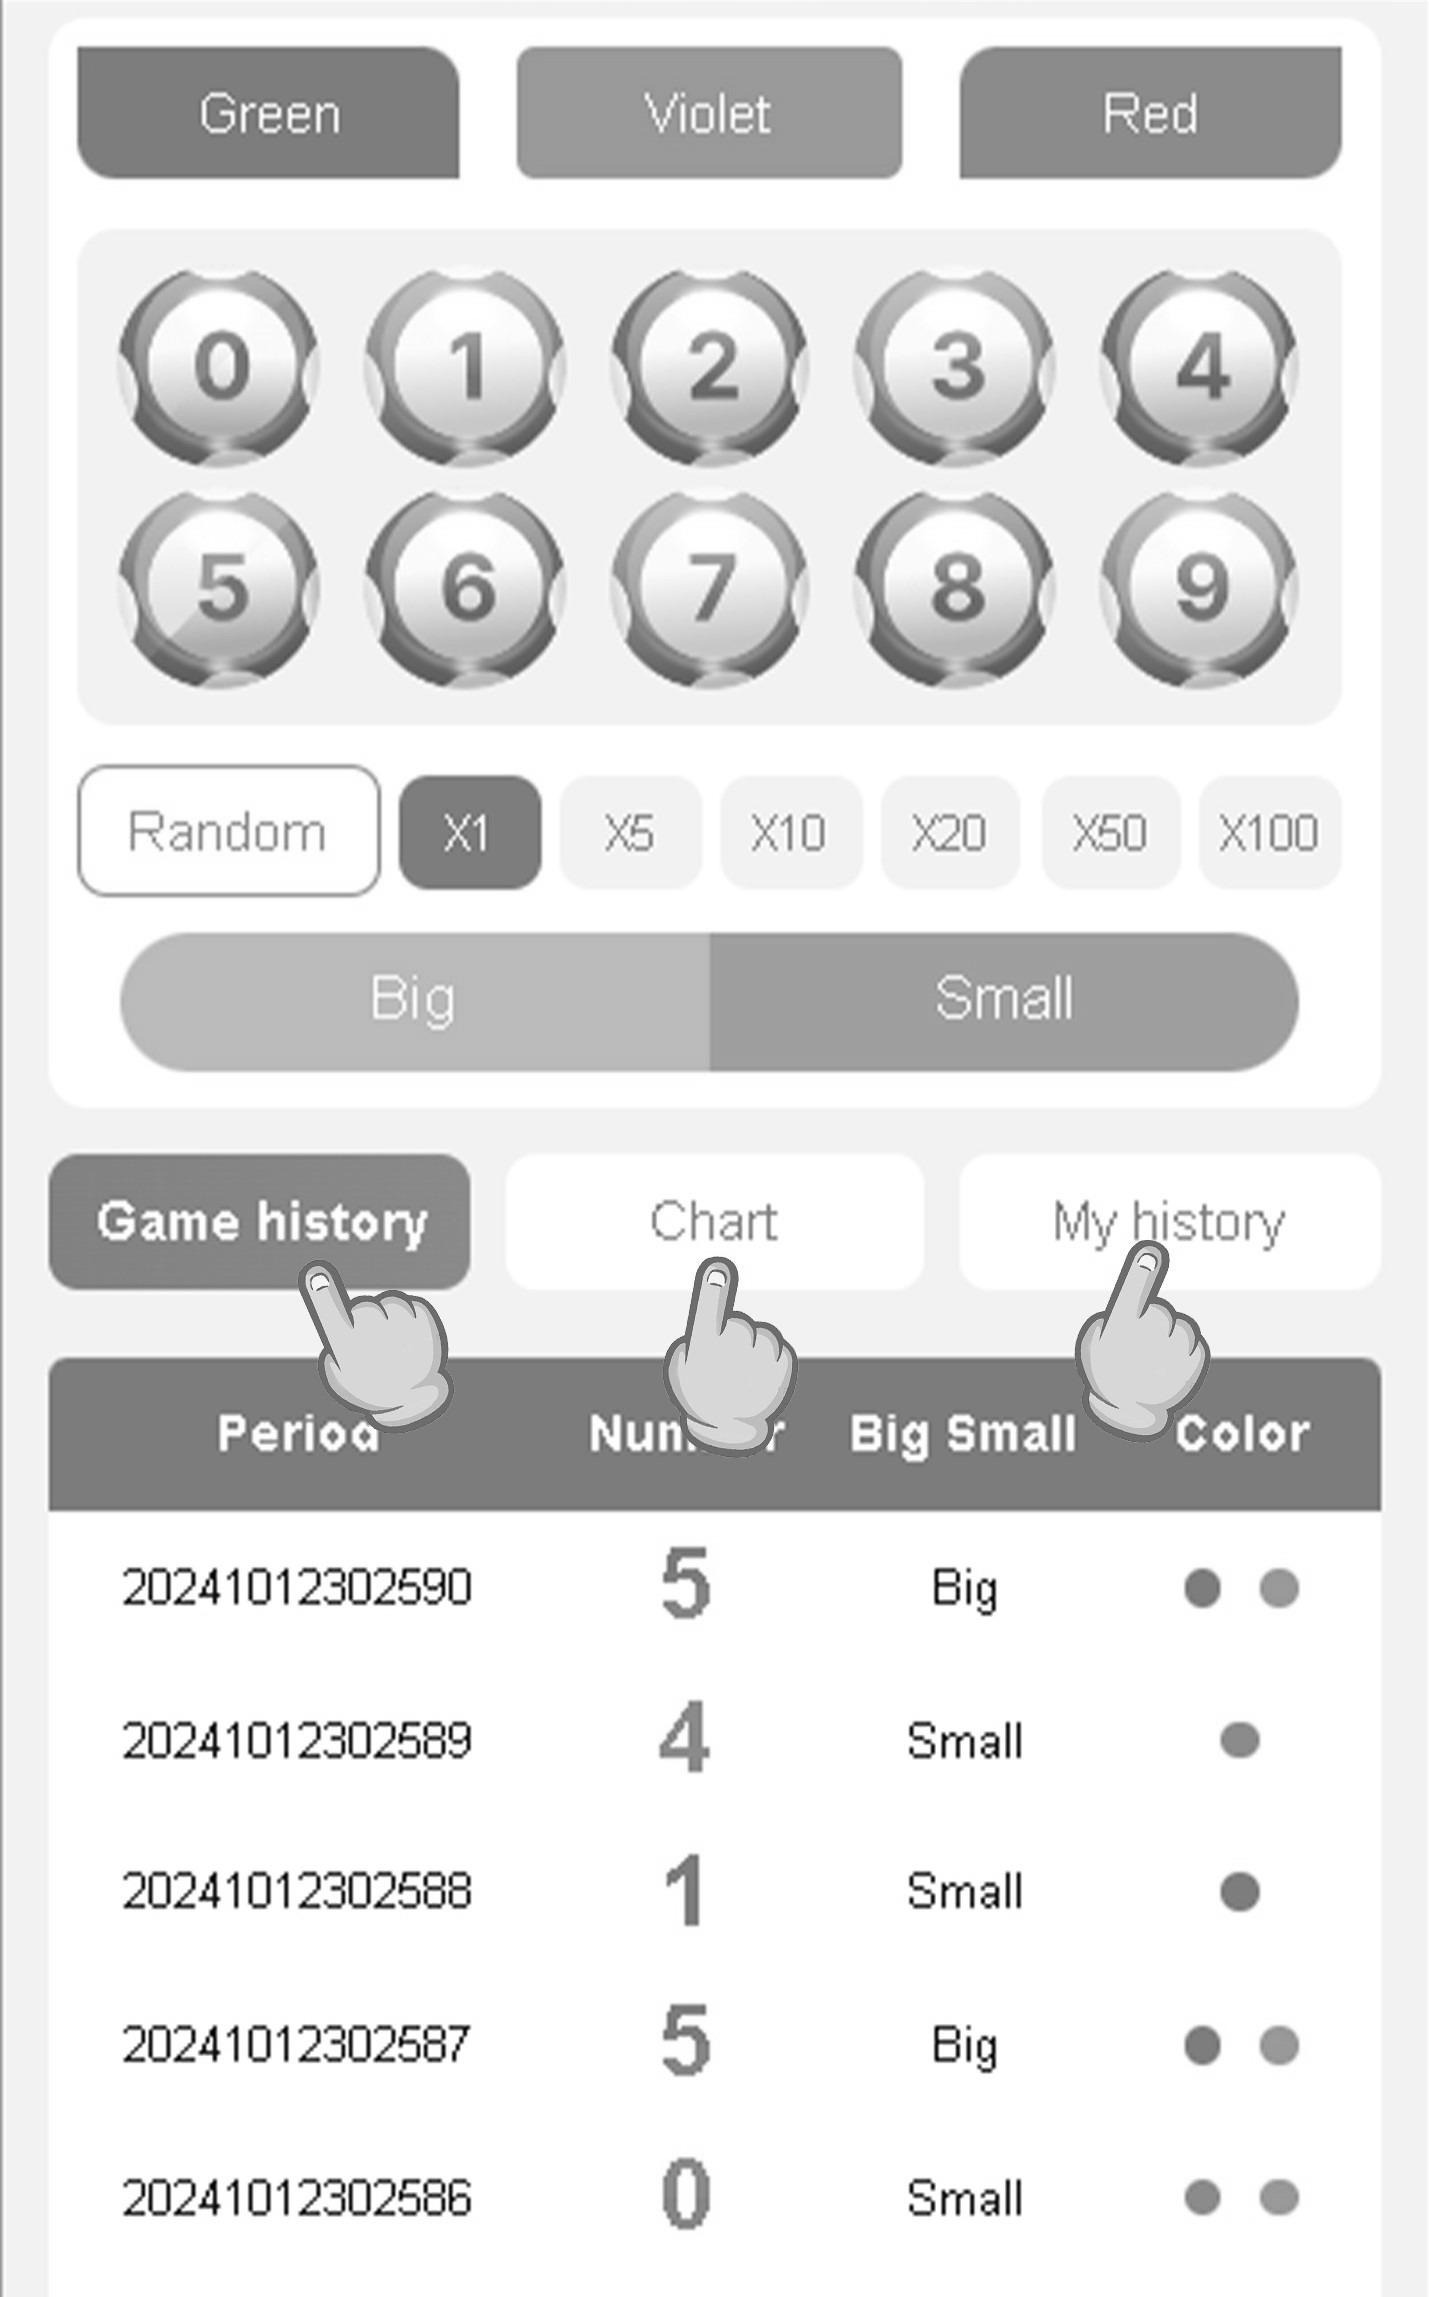 Green Violet Red
0 1 2 3 4
5 6 7 8 9
Random X1 X5 X10 X20 X50 X100
Big Small
Game history Chart My history
Period Big Small Color
20241012302590 5 Big
20241012302589 4 Small
20241012302588 1 Small
20241012302587 5 Big
20241012302586 0 Small